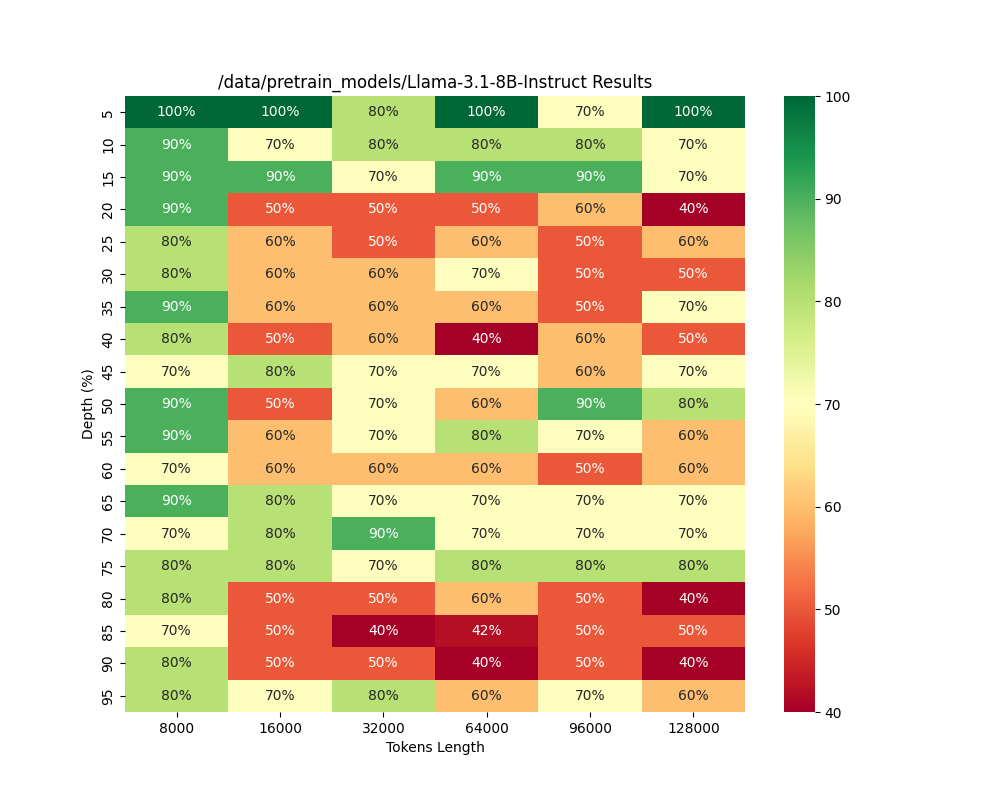 /data/pretrain_models/Llama-3.1-8B-Instruct Results
5 100% 100% 80% 100% 70% 100%
10 90% 70% 80% 80% 80% 70%
15 90% 90% 70% 90% 90% 70%
20 90% 50% 50% 50% 60% 40%
25 80% 60% 50% 60% 50% 60%
30 80% 60% 60% 70% 50% 50%
35 90% 60% 60% 60% 50% 70%
40 80% 50% 60% 40% 60% 50%
45 70% 80% 70% 70% 60% 70%
50 90% 50% 70% 60% 90% 80%
55 90% 60% 70% 80% 70% 60%
60 70% 60% 60% 60% 50% 60%
65 90% 80% 70% 70% 70% 70%
70 70% 80% 90% 70% 70% 70%
75 80% 80% 70% 80% 80% 80%
80 80% 50% 50% 60% 50% 40%
85 70% 50% 40% 42% 50% 50%
90 80% 50% 50% 40% 50% 40%
95 80% 70% 80% 60% 70% 60%
8000 16000 32000 64000 96000 128000
Tokens Length
Depth (%)
100
90
80
70
60
50
40